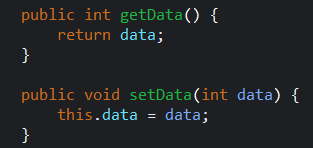 public int getData() {
    return data;
}

public void setData(int data) {
    this.data = data;
}